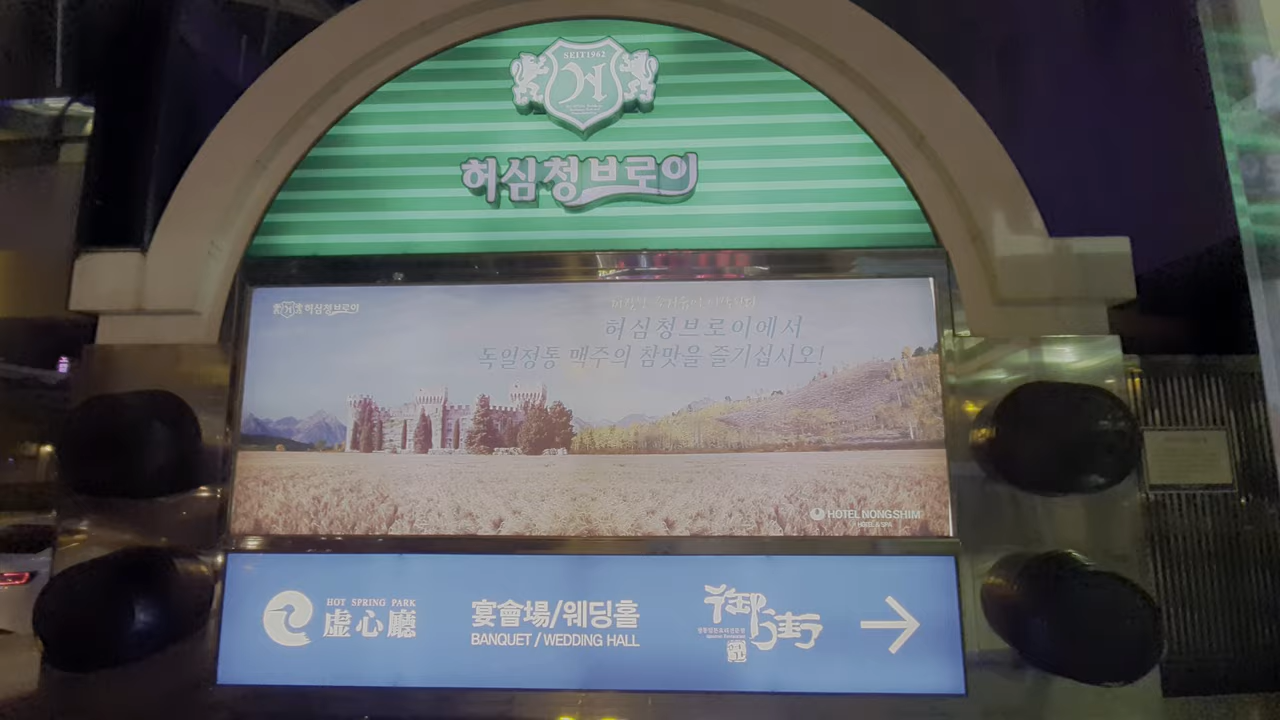 SEIT1962
허심청브로이
허심청브로이
허심청브로이에서
독일정통 맥주의 참맛을 즐기십시오!
HOTEL NONGSHIM
HOTEL & SPA
HOT SPRING PARK
虛心廳
宴會場/웨딩홀
BANQUET / WEDDING HALL
御街
→